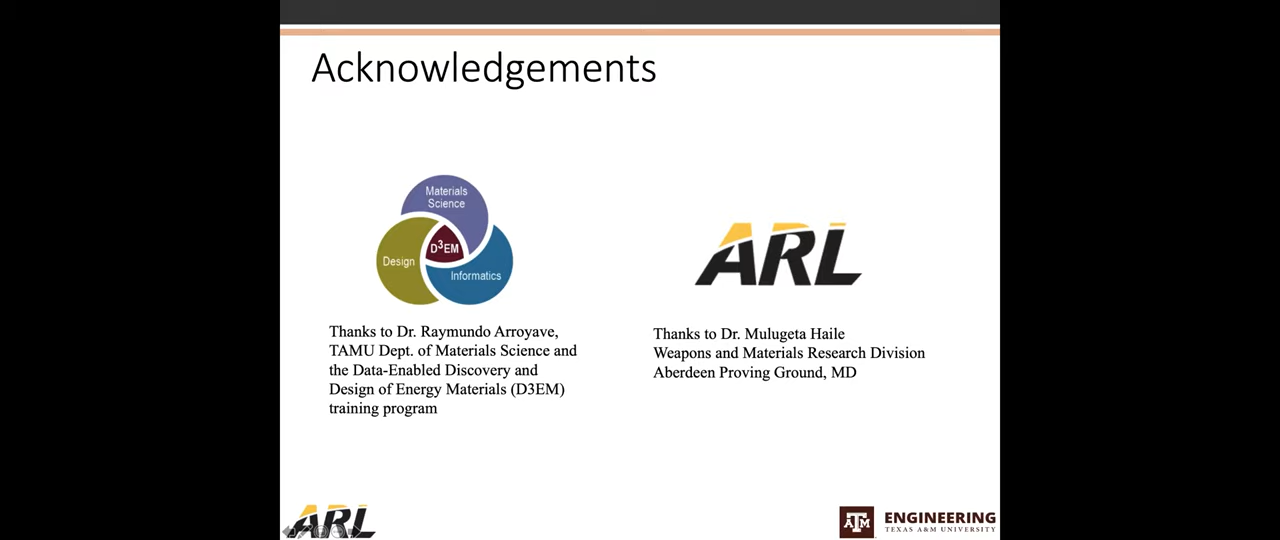 Acknowledgements
Materials
Science
D3EM
Design
Informatics
ARL
Thanks to Dr. Raymundo Arroyave,
TAMU Dept. of Materials Science and
the Data-Enabled Discovery and
Design of Energy Materials (D3EM)
training program
Thanks to Dr. Mulugeta Haile
Weapons and Materials Research Division
Aberdeen Proving Ground, MD
ARL
ATM
ENGINEERING
TEXAS A&M UNIVERSITY